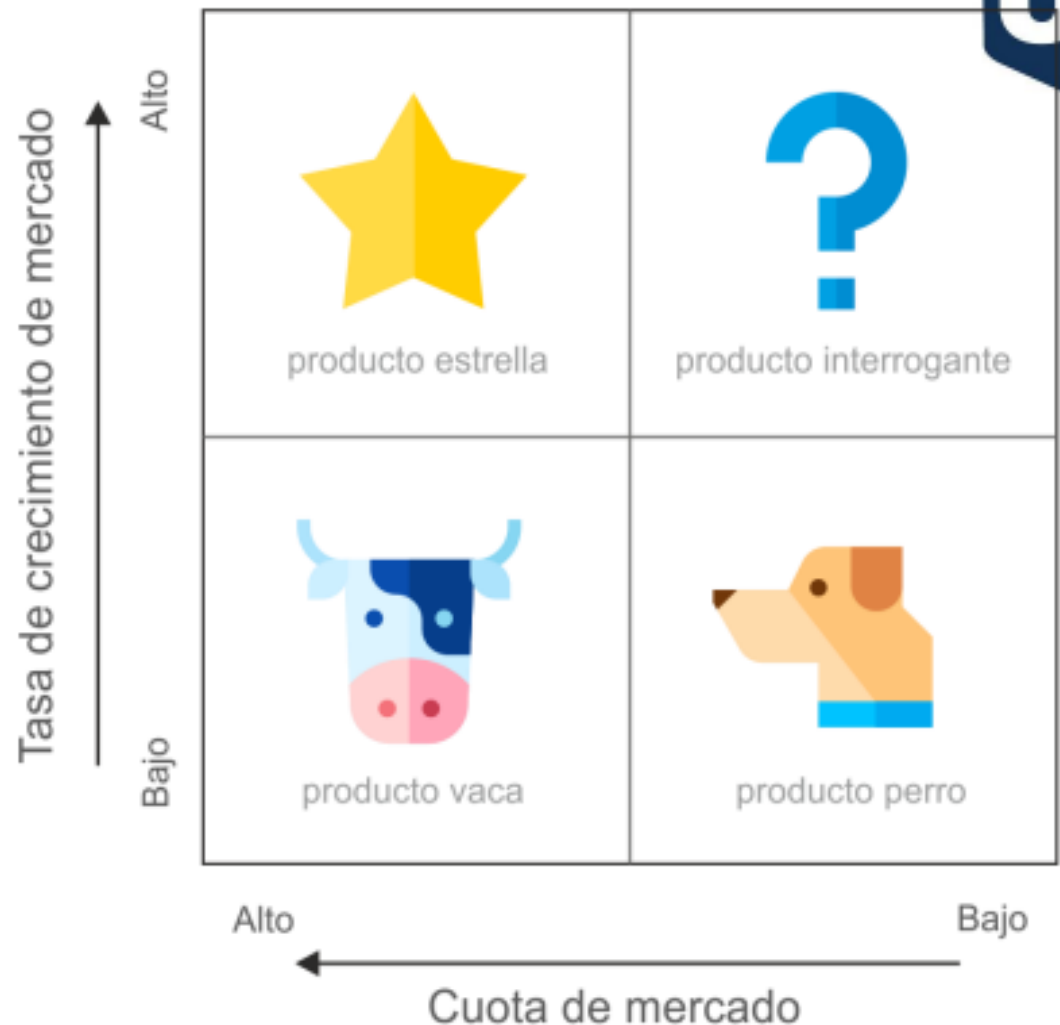 Tasa de crecimiento de mercado
Alto
Bajo
producto estrella
producto interrogante
producto vaca
producto perro
Alto
Bajo
Cuota de mercado